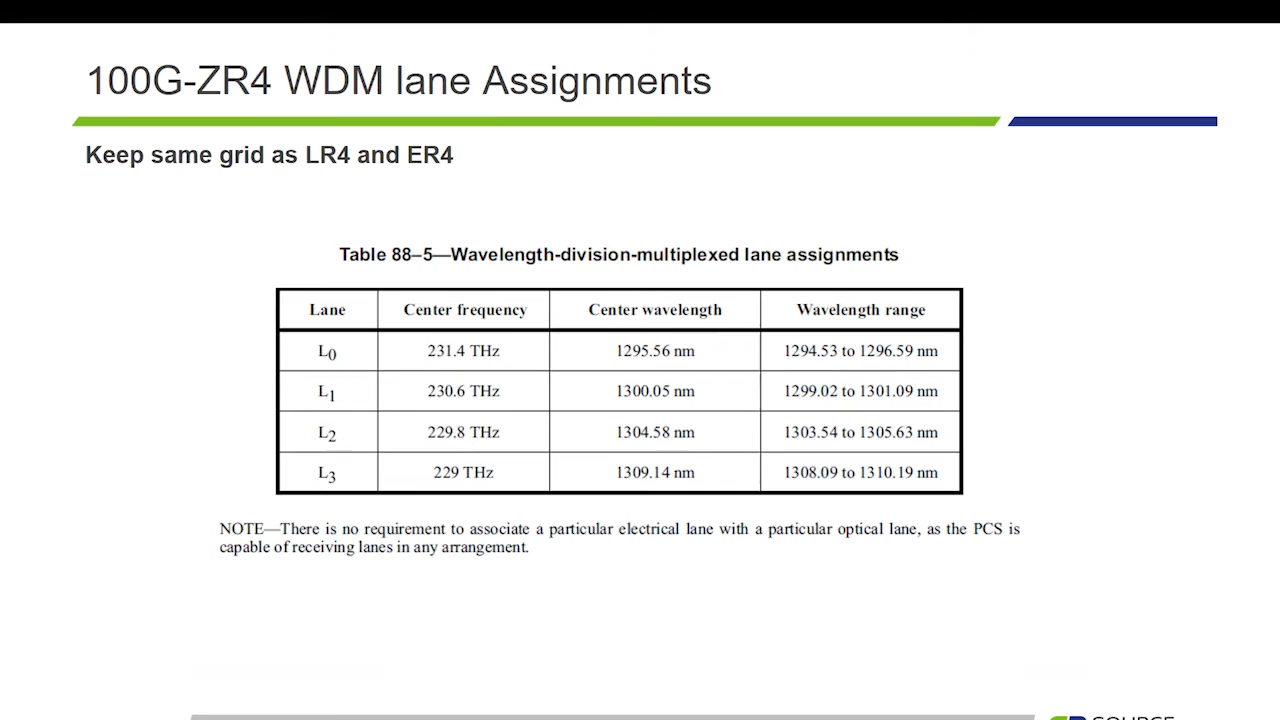 100G-ZR4 WDM lane Assignments
Keep same grid as LR4 and ER4
Table 88–5—Wavelength-division-multiplexed lane assignments
Lane Center frequency Center wavelength Wavelength range
L0 231.4 THz 1295.56 nm 1294.53 to 1296.59 nm
L1 230.6 THz 1300.05 nm 1299.02 to 1301.09 nm
L2 229.8 THz 1304.58 nm 1303.54 to 1305.63 nm
L3 229 THz 1309.14 nm 1308.09 to 1310.19 nm
NOTE—There is no requirement to associate a particular electrical lane with a particular optical lane, as the PCS is
capable of receiving lanes in any arrangement.
SOURCE